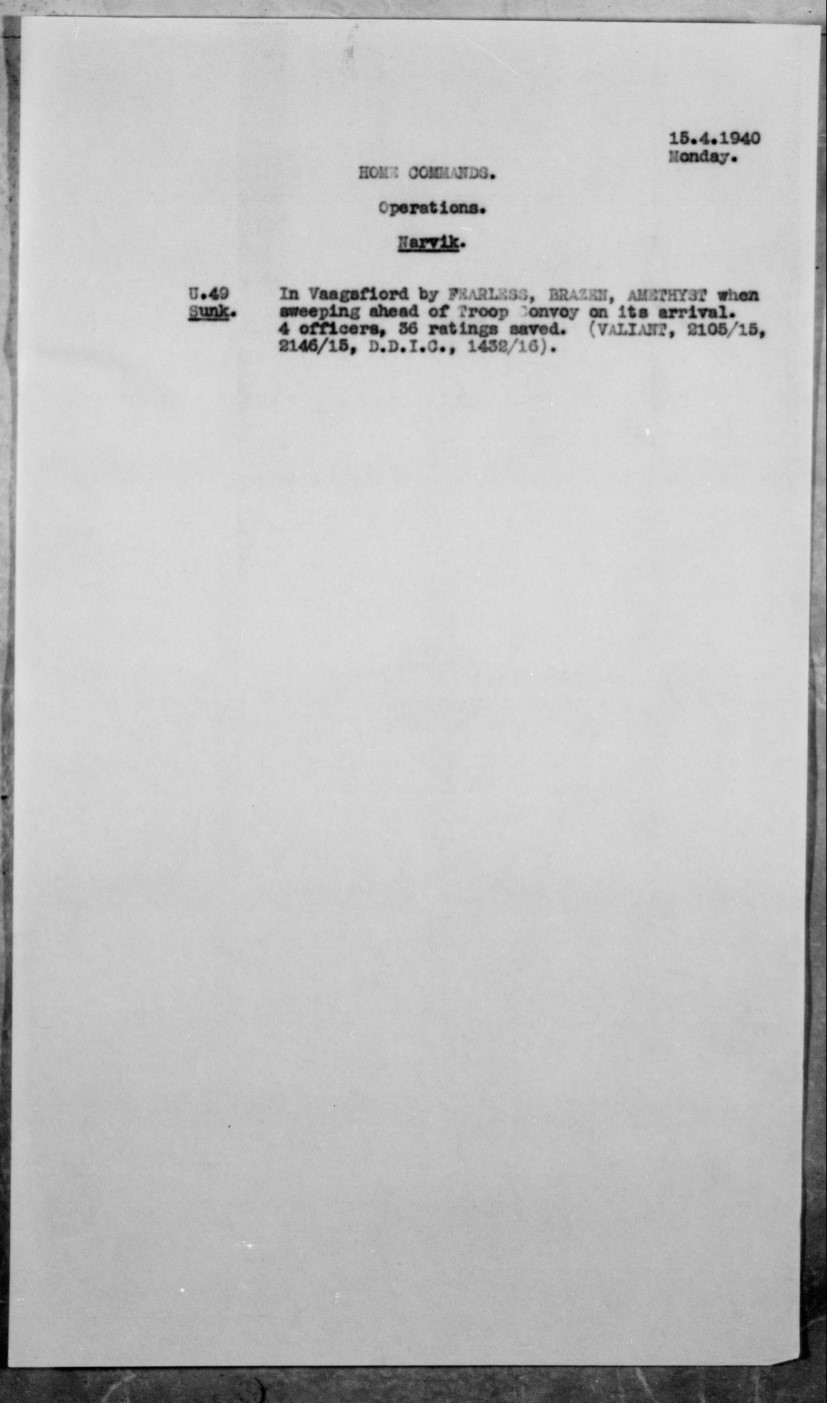 15.4.1940
Monday.
HOME COMMANDS.
Operations.
Narvik.
U.49 In Vaagsfiord by FEARLESS, BRAZEN, AMETHYST when
Sunk. sweeping ahead of Troop Convoy on its arrival.
4 officers, 36 ratings saved. (VALIANT, 2105/15,
2146/15, D.D.I.C., 1432/16).